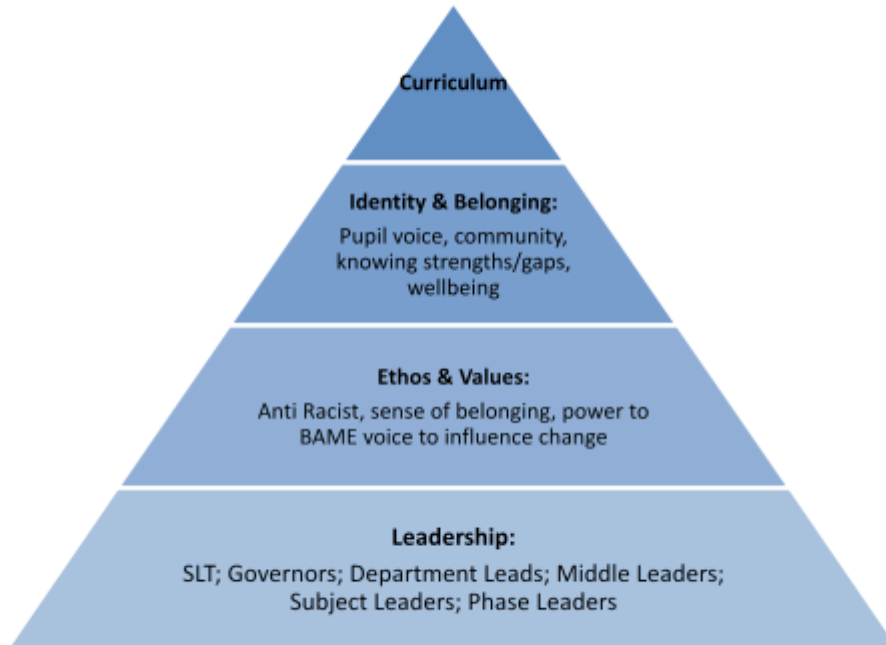 Curriculum
Identity & Belonging:
Pupil voice, community,
knowing strengths/gaps,
wellbeing
Ethos & Values:
Anti Racist, sense of belonging, power to
BAME voice to influence change
Leadership:
SLT; Governors; Department Leads; Middle Leaders;
Subject Leaders; Phase Leaders